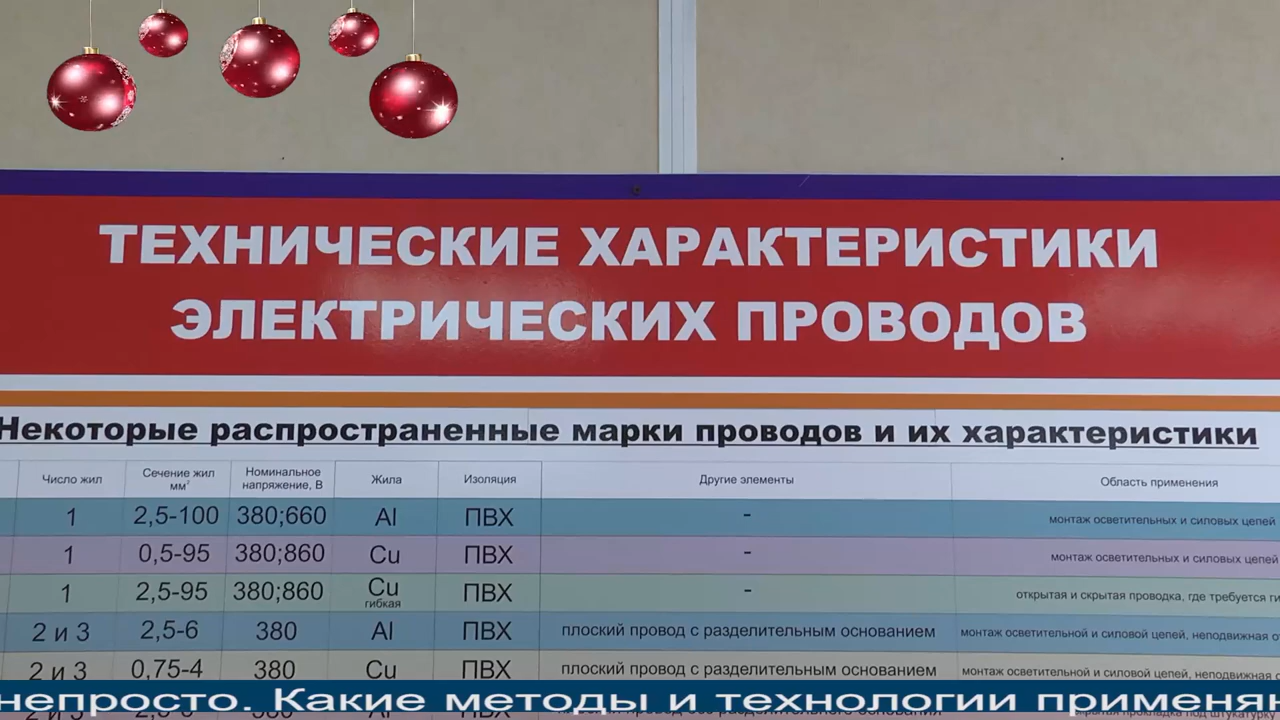 ТЕХНИЧЕСКИЕ ХАРАКТЕРИСТИКИ
ЭЛЕКТРИЧЕСКИХ ПРОВОДОВ
Некоторые распространенные марки проводов и их характеристики
Число жил Сечение жил мм² Номинальное напряжение, В Жила Изоляция Другие элементы Область применения
1 2,5-100 380;660 Al ПВХ - монтаж осветительных и силовых цепей
1 0,5-95 380;860 Cu ПВХ - монтаж осветительных и силовых цепей
1 2,5-95 380;860 Cu гибкая ПВХ - открытая и скрытая проводка, где требуется
2 и 3 2,5-6 380 Al ПВХ плоский провод с разделительным основанием монтаж осветительной и силовой цепей, неподвижная
2 и 3 0,75-4 380 Cu ПВХ плоский провод с разделительным основанием монтаж осветительной и силовой цепей, неподвижная
непросто. Какие методы и технологии применяю